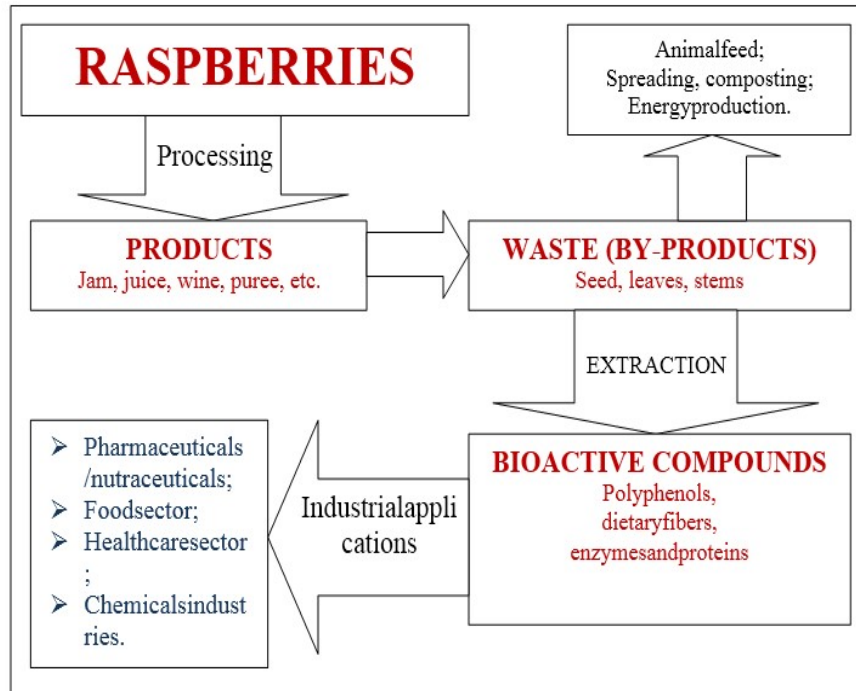 RASPBERRIES
Animalfeed;
Spreading, composting;
Energyproduction.
Processing
PRODUCTS
Jam, juice, wine, puree, etc.
WASTE (BY-PRODUCTS)
Seed, leaves, stems
EXTRACTION
BIOACTIVE COMPOUNDS
Polyphenols,
dietaryfibers,
enzymesandproteins
Industrialappli
cations
➢ Pharmaceuticals
/nutraceuticals;
➢ Foodsector;
➢ Healthcaresector
;
➢ Chemicalsindust
ries.